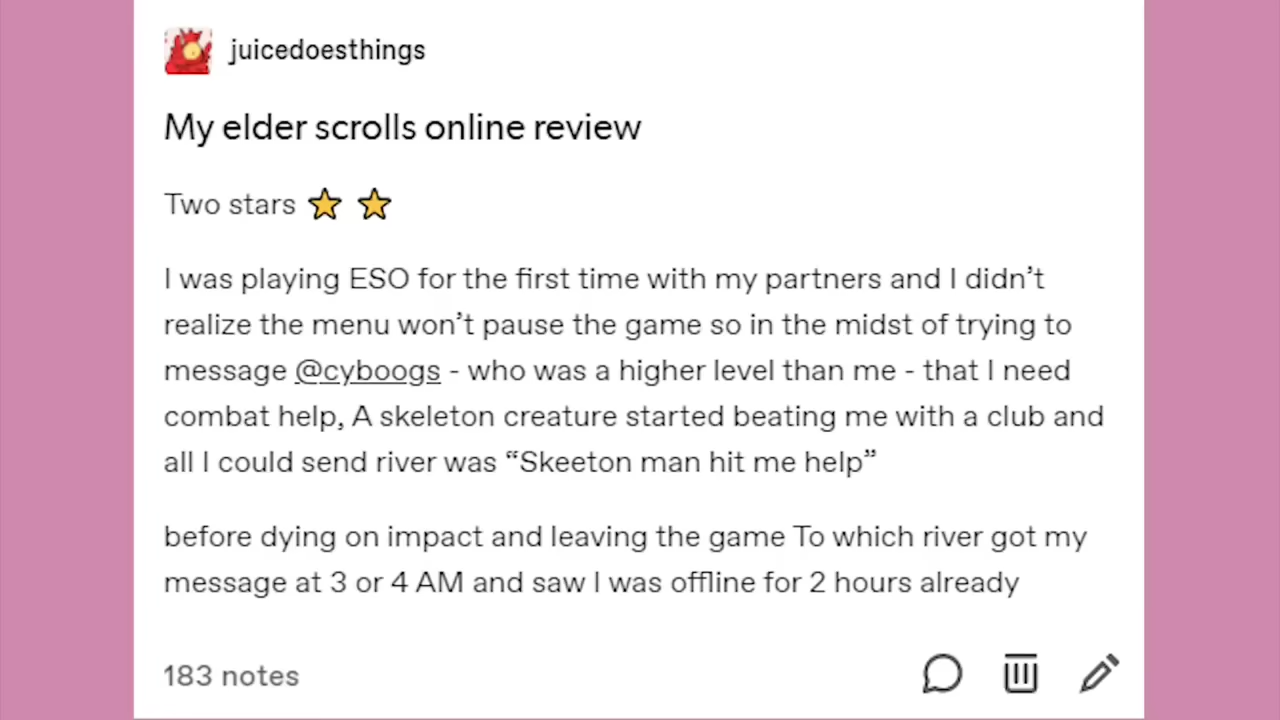 juicedoesthings
My elder scrolls online review
Two stars ⭐ ⭐
I was playing ESO for the first time with my partners and I didn’t
realize the menu won’t pause the game so in the midst of trying to
message @cyboogs - who was a higher level than me - that I need
combat help, A skeleton creature started beating me with a club and
all I could send river was “Skeeton man hit me help”
before dying on impact and leaving the game To which river got my
message at 3 or 4 AM and saw I was offline for 2 hours already
183 notes